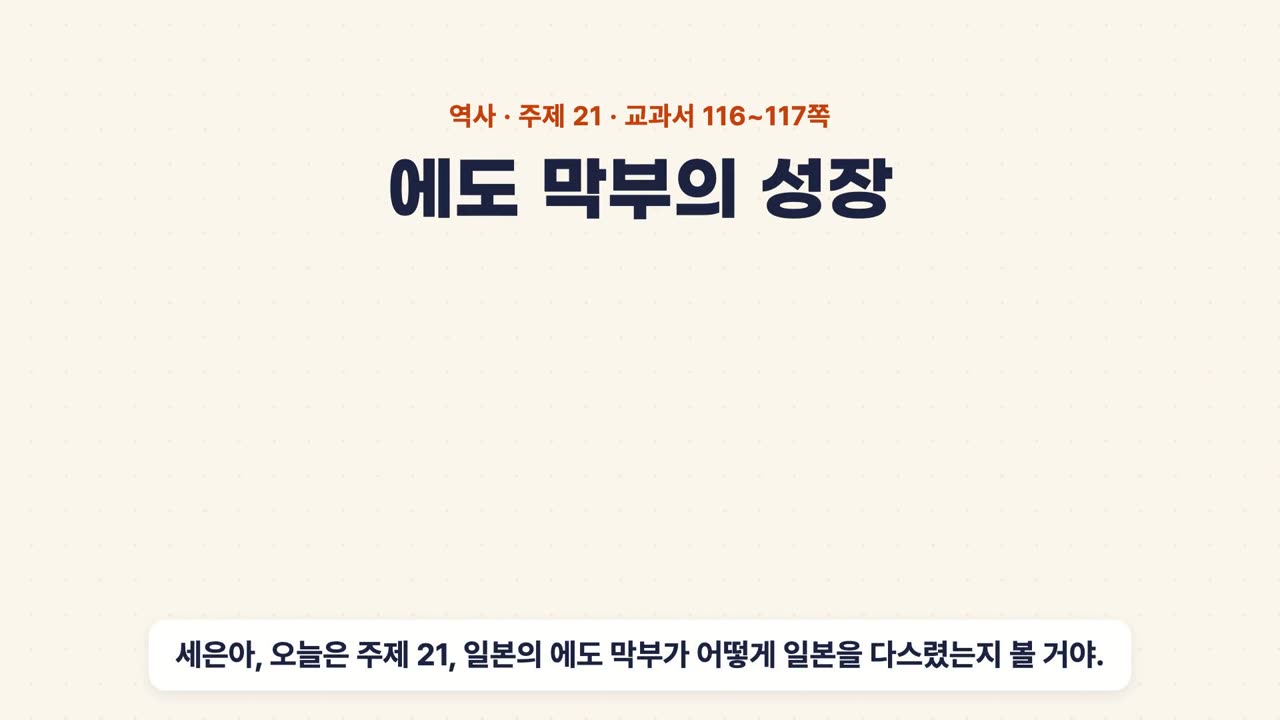 역사 · 주제 21 · 교과서 116~117쪽
에도 막부의 성장
세은아, 오늘은 주제 21, 일본의 에도 막부가 어떻게 일본을 다스렸는지 볼 거야.